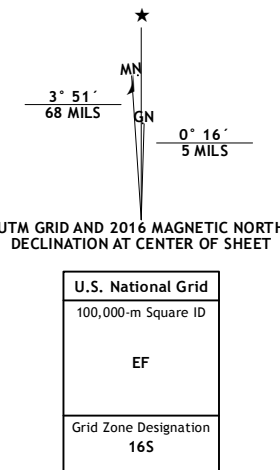 ★
MN
3° 51´
68 MILS
GN
0° 16´
5 MILS
UTM GRID AND 2016 MAGNETIC NORTH
DECLINATION AT CENTER OF SHEET
U.S. National Grid
100,000-m Square ID
EF
Grid Zone Designation
16S